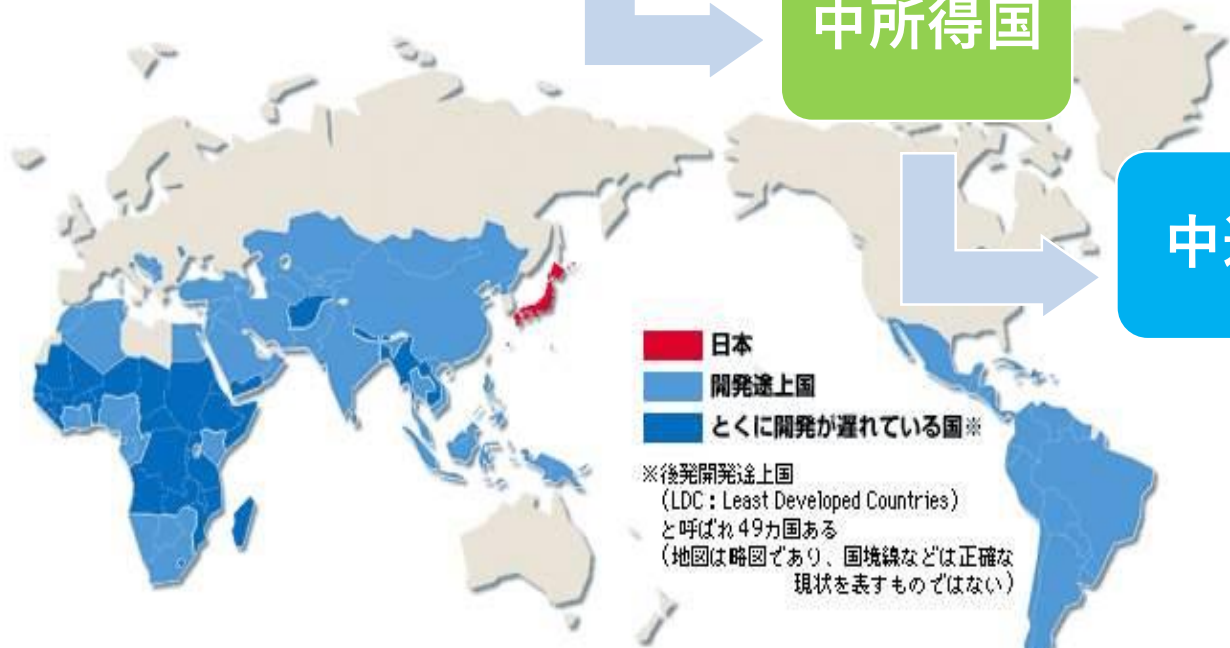 中所得国
中
日本
開発途上国
とくに開発が遅れている国※
※後発開発途上国
(LDC:Least Developed Countries)
と呼ばれ49カ国ある
(地図は略図であり、国境線などは正確な
現状を表すものではない)